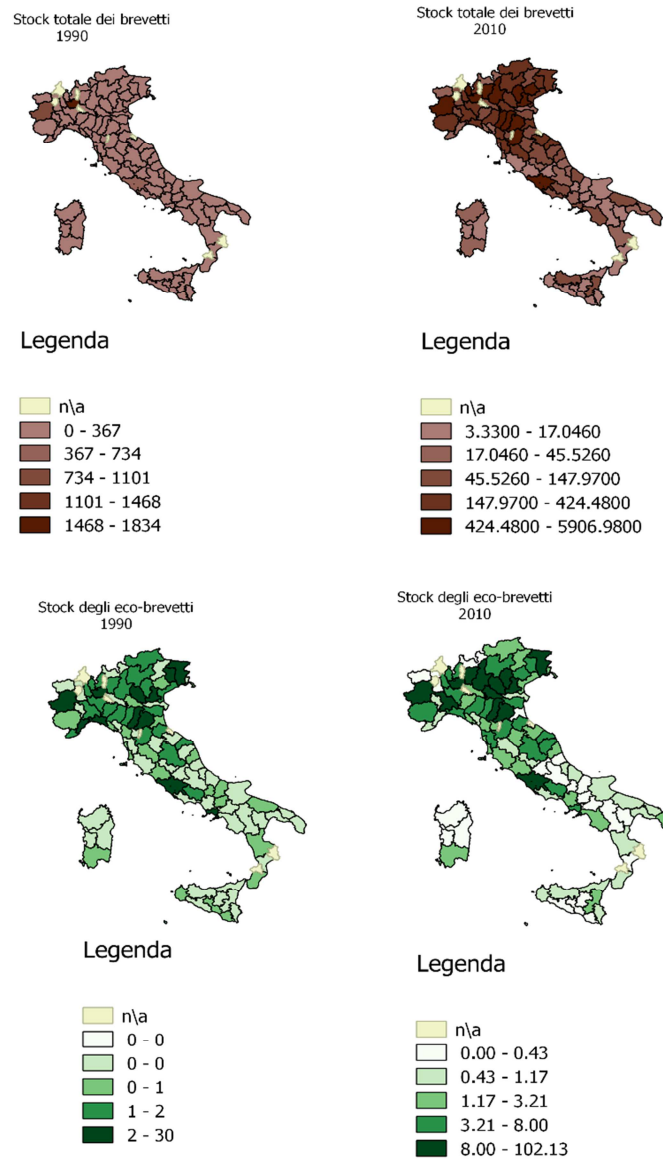 Stock totale dei brevetti
1990
Legenda
n\a
0 - 367
367 - 734
734 - 1101
1101 - 1468
1468 - 1834
Stock totale dei brevetti
2010
Legenda
n\a
3.3300 - 17.0460
17.0460 - 45.5260
45.5260 - 147.9700
147.9700 - 424.4800
424.4800 - 5906.9800
Stock degli eco-brevetti
1990
Legenda
n\a
0 - 0
0 - 0
0 - 1
1 - 2
2 - 30
Stock degli eco-brevetti
2010
Legenda
n\a
0.00 - 0.43
0.43 - 1.17
1.17 - 3.21
3.21 - 8.00
8.00 - 102.13